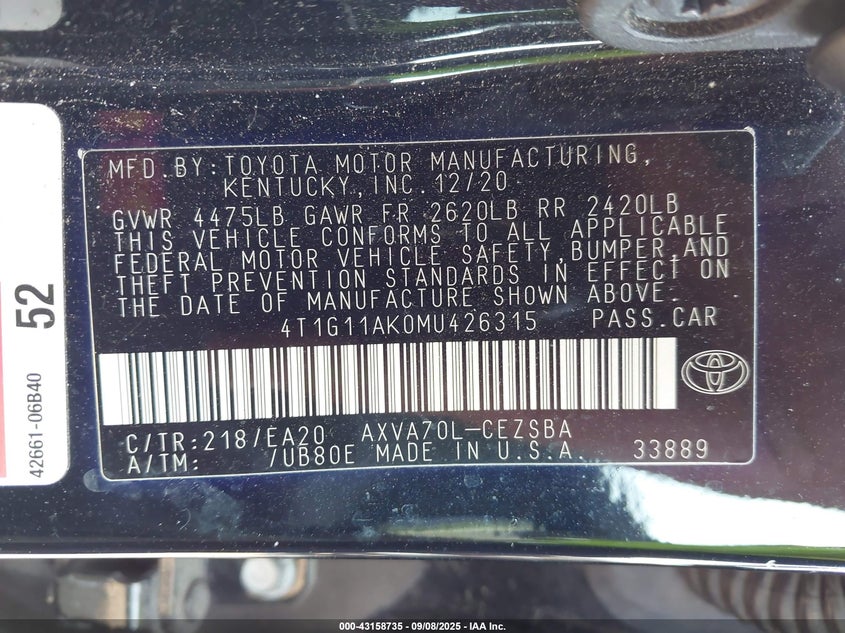 MFD.BY:TOYOTA MOTOR MANUFACTURING,
KENTUCKY,INC.12/20
GVWR 4475LB GAWR FR 2620LB RR 2420LB
THIS VEHICLE CONFORMS TO ALL APPLICABLE
FEDERAL MOTOR VEHICLE SAFETY,BUMPER,AND
THEFT PREVENTION STANDARDS IN EFFECT ON
THE DATE OF MANUFACTURE SHOWN ABOVE.
4T1G11AK0MU426315 PASS.CAR
C/TR:218/EA20 AXVA70L-CEZSBA
A/TM: /UB80E MADE IN U.S.A. 33889
52
42661-06B40
000-43158735 - 09/08/2025 - IAA Inc.